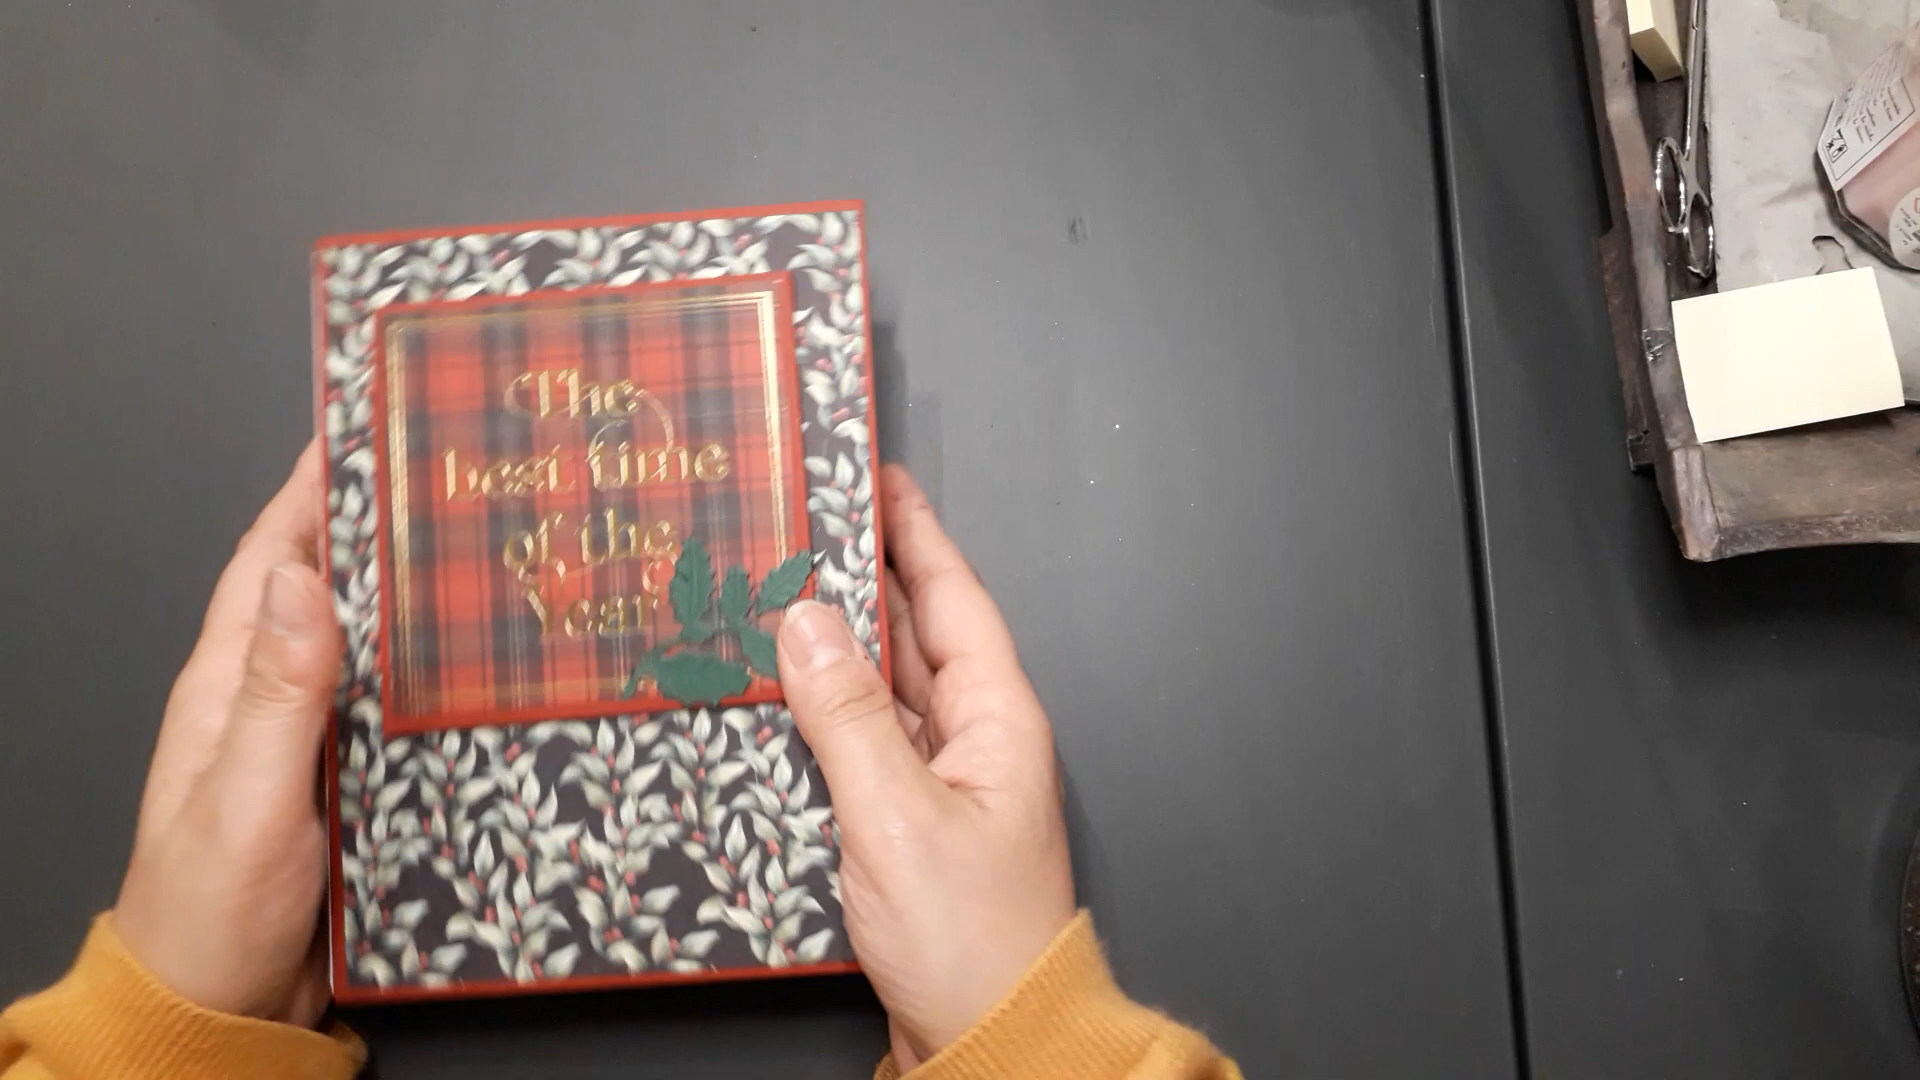 The
best time
of the
Year